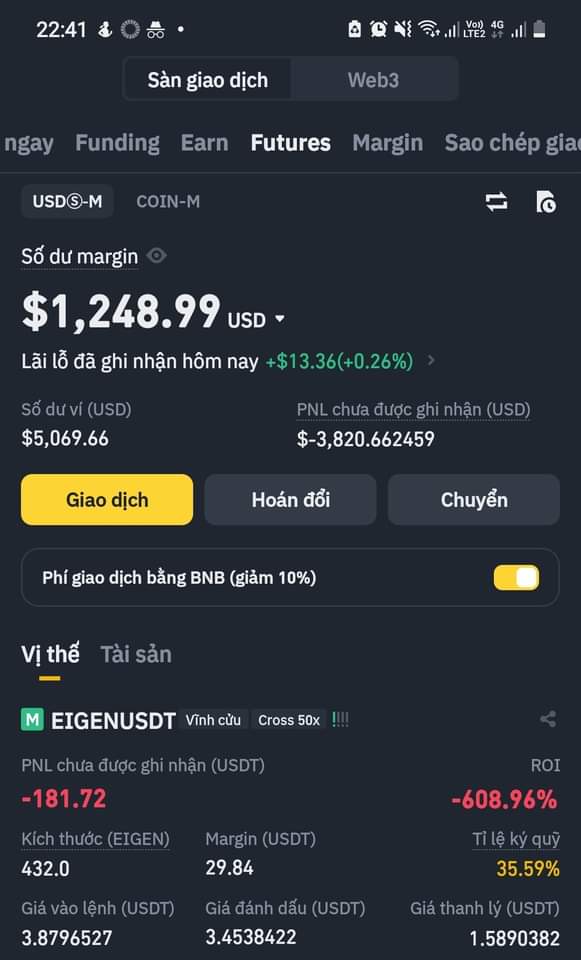 22:41
Vo) LTE2 4G
Sàn giao dịch Web3
ngay Funding Earn Futures Margin Sao chép giao
USDⓈ-M COIN-M
Số dư margin
$1,248.99 USD
Lãi lỗ đã ghi nhận hôm nay +$13.36(+0.26%)
Số dư ví (USD) PNL chưa được ghi nhận (USD)
$5,069.66 $-3,820.662459
Giao dịch Hoán đổi Chuyển
Phí giao dịch bằng BNB (giảm 10%)
Vị thế Tài sản
M EIGENUSDT Vĩnh cửu Cross 50x
PNL chưa được ghi nhận (USDT) ROI
-181.72 -608.96%
Kích thước (EIGEN) Margin (USDT) Tỉ lệ ký quỹ
432.0 29.84 35.59%
Giá vào lệnh (USDT) Giá đánh dấu (USDT) Giá thanh lý (USDT)
3.8796527 3.4538422 1.5890382